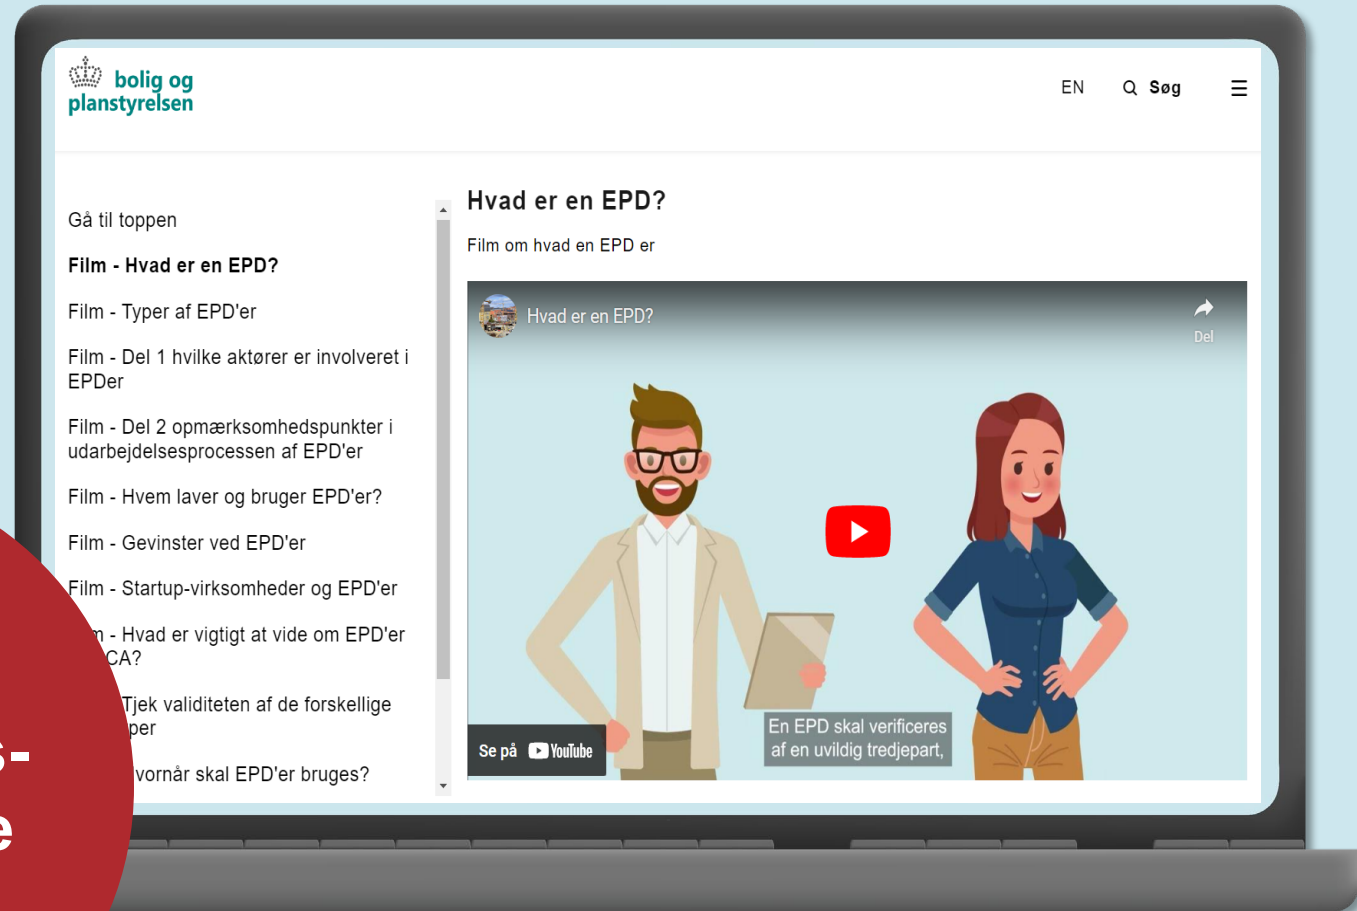 bolig og
planstyrelsen
EN
Søg
Gå til toppen
Film - Hvad er en EPD?
Film - Typer af EPD'er
Film - Del 1 hvilke aktører er involveret i
EPDer
Film - Del 2 opmærksomhedspunkter i
udarbejdelsesprocessen af EPD'er
Film - Hvem laver og bruger EPD'er?
Film - Gevinster ved EPD'er
Film - Startup-virksomheder og EPD'er
- Hvad er vigtigt at vide om EPD'er
CA?
Tjek validiteten af de forskellige
per
vornår skal EPD'er bruges?
Hvad er en EPD?
Film om hvad en EPD er
Hvad er en EPD?
Del
En EPD skal verificeres
af en uvildig tredjepart,
Se på YouTube
s-
e